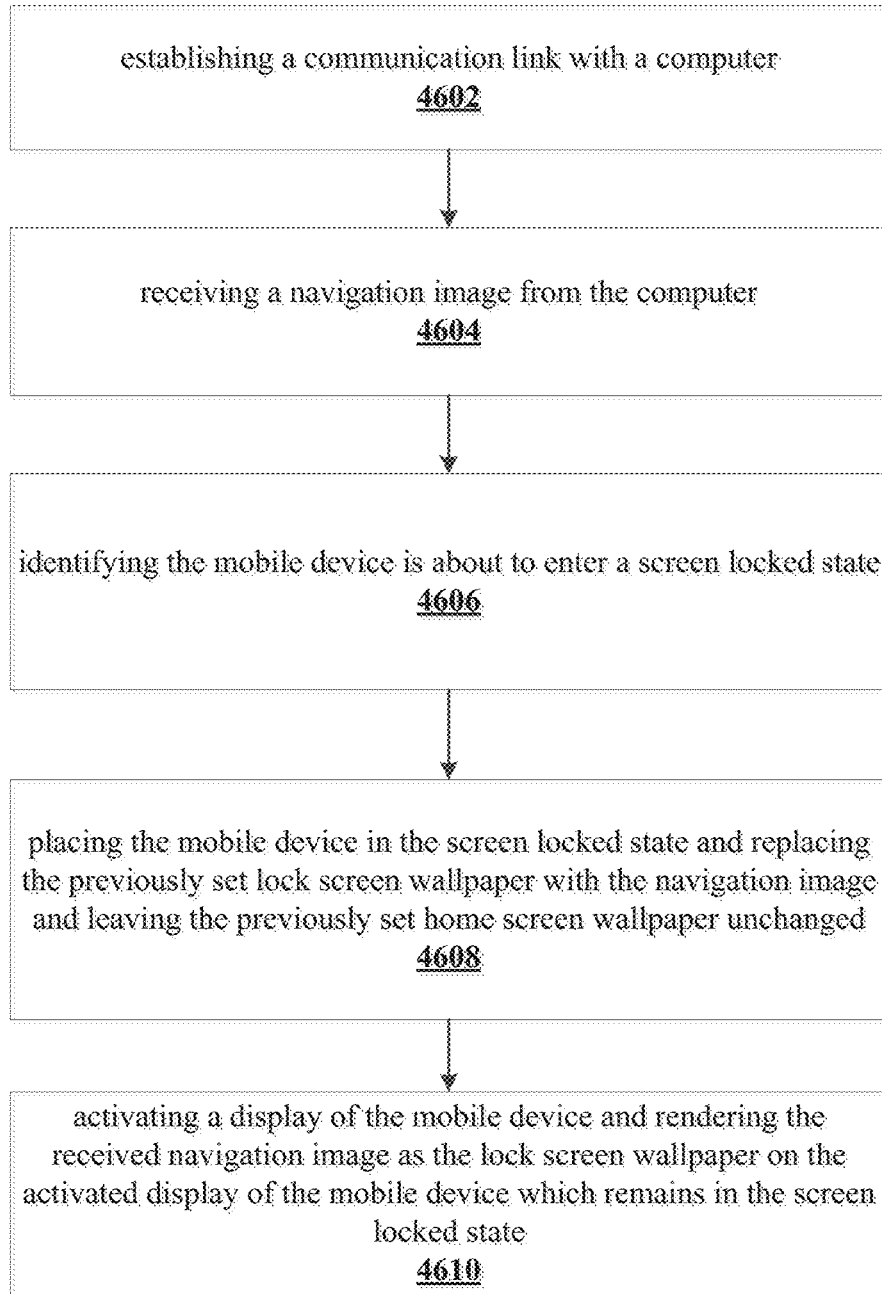 establishing a communication link with a computer
4602
receiving a navigation image from the computer
4604
identifying the mobile device is about to enter a screen locked state
4606
placing the mobile device in the screen locked state and replacing
the previously set lock screen wallpaper with the navigation image
and leaving the previously set home screen wallpaper unchanged
4608
activating a display of the mobile device and rendering the
received navigation image as the lock screen wallpaper on the
activated display of the mobile device which remains in the screen
locked state
4610